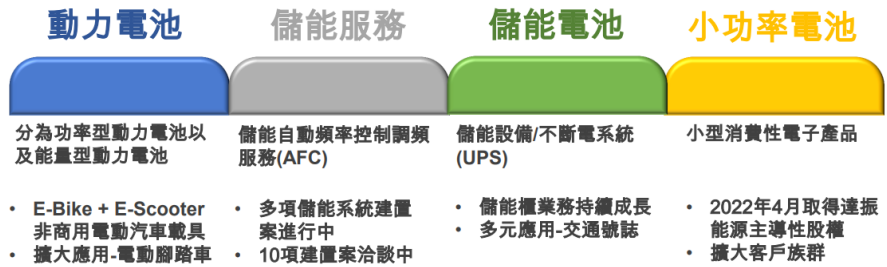 動力電池
儲能服務
儲能電池
小功率電池
分為功率型動力電池以
及能量型動力電池
• E-Bike + E-Scooter
非商用電動汽車載具
• 擴大應用-電動腳踏車
儲能自動頻率控制調頻
服務(AFC)
• 多項儲能系統建置
案進行中
• 10項建置案洽談中
儲能設備/不斷電系統
(UPS)
• 儲能櫃業務持續成長
• 多元應用-交通號誌
小型消費性電子產品
• 2022年4月取得達振
能源主導性股權
• 擴大客戶族群